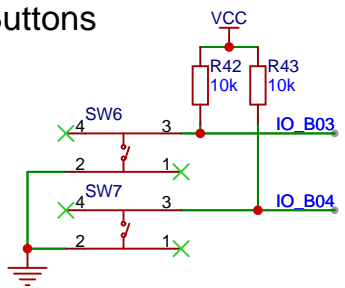 uttons
VCC
R42 R43
10k 10k
SW6
4 3 IO_B03
2 1
SW7
4 3 IO_B04
2 1